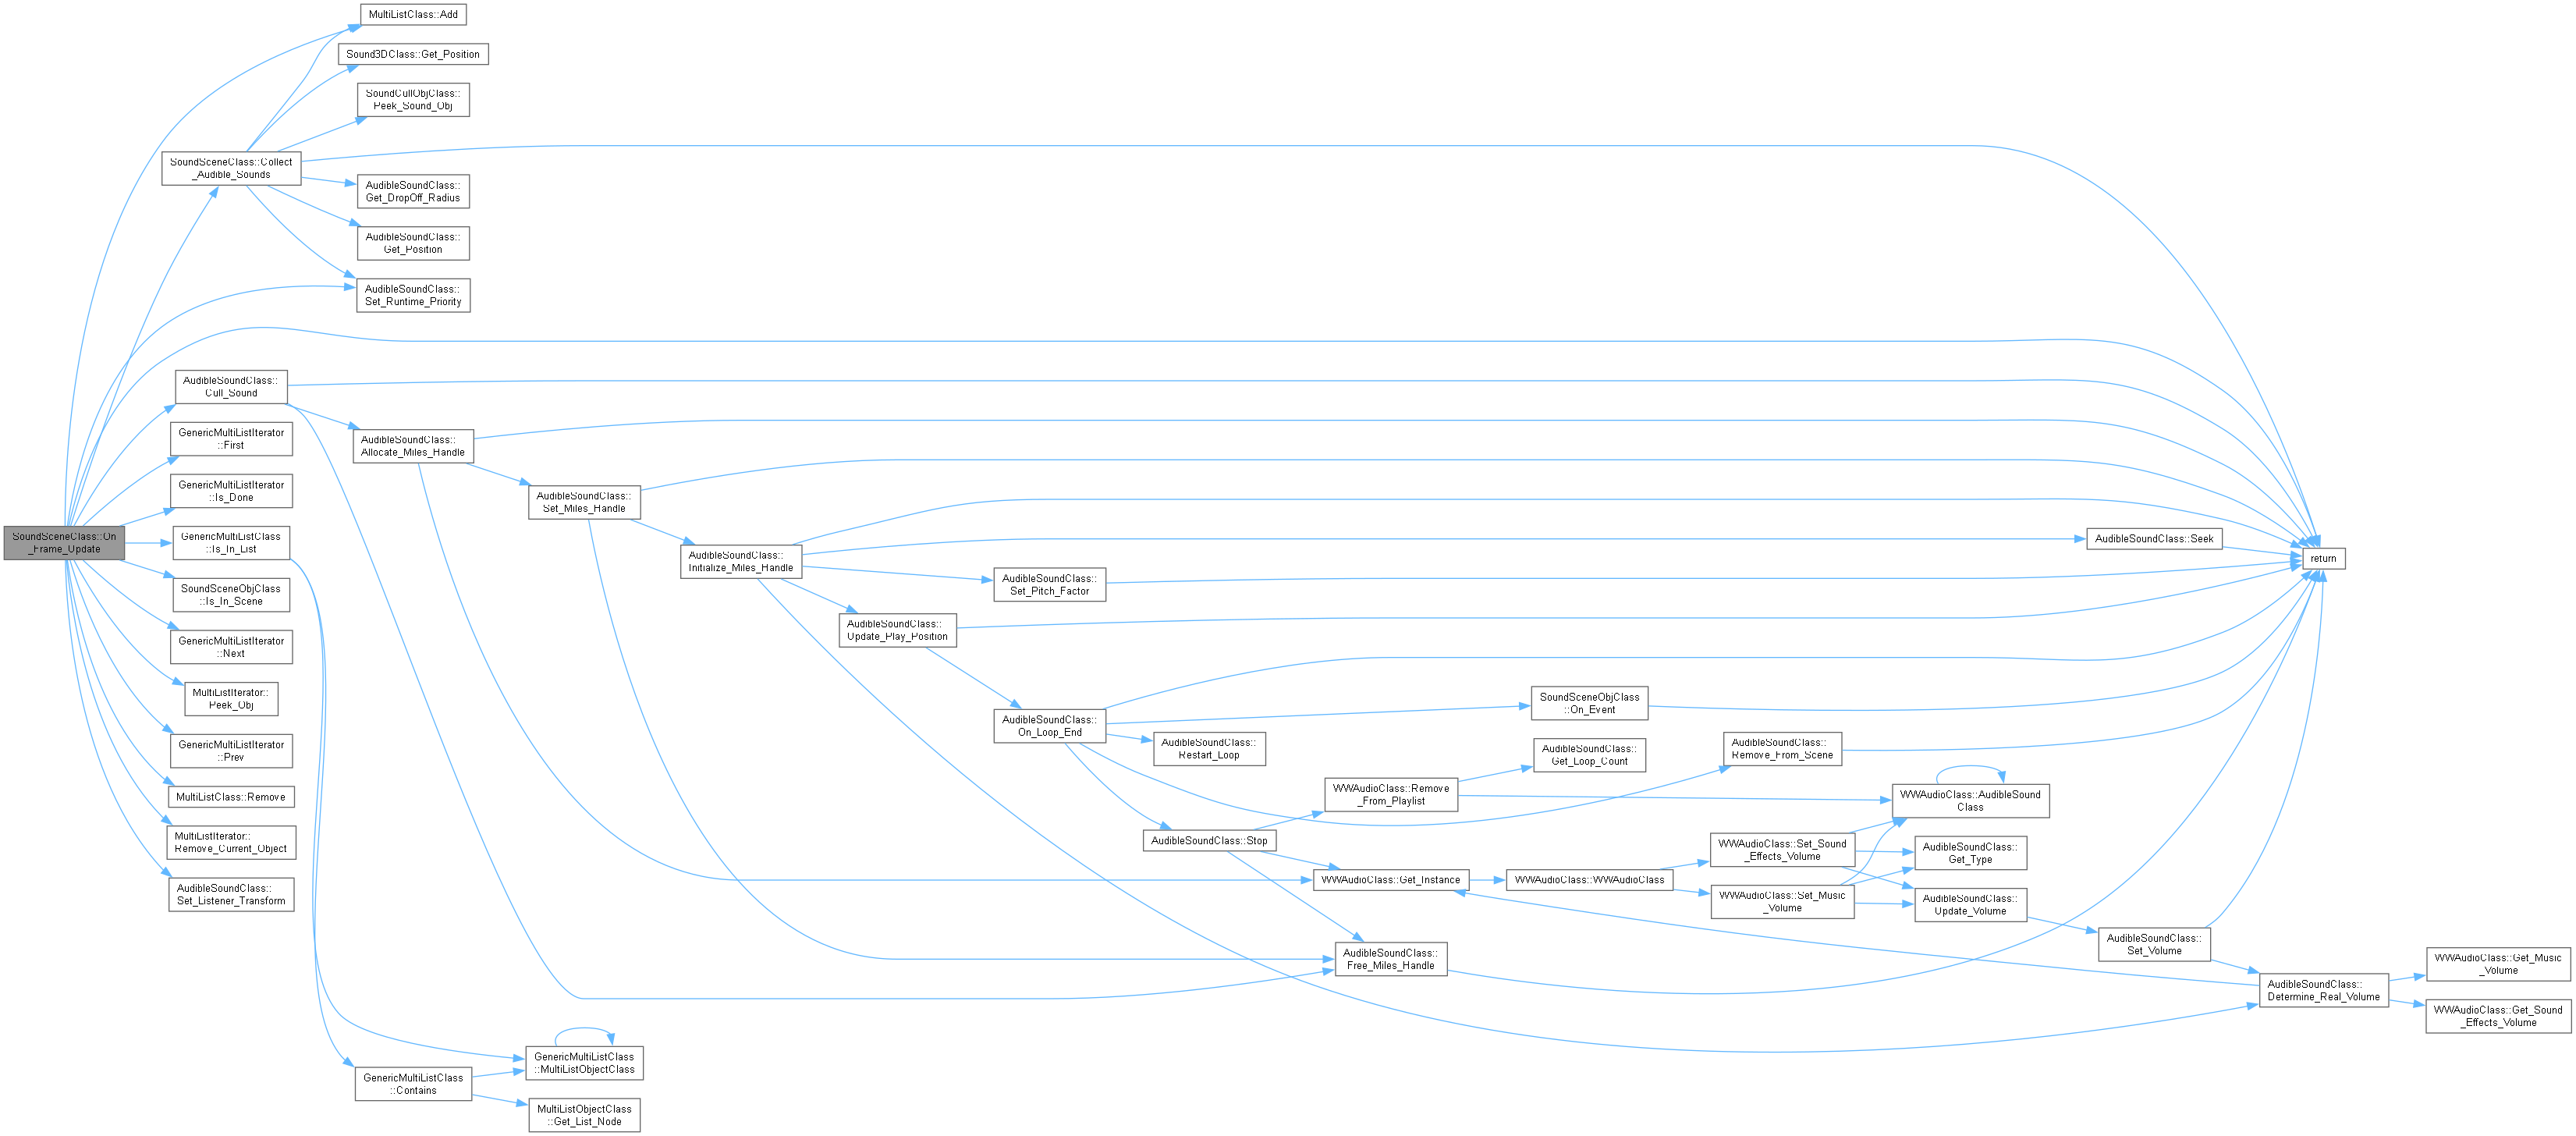 MultiListClass::Add
Sound3DClass::Get_Position
SoundCullObjClass::
Peek_Sound_Obj
SoundSceneClass::Collect
_Audible_Sounds
AudibleSoundClass::
Get_DropOff_Radius
AudibleSoundClass::
Get_Position
AudibleSoundClass::
Set_Runtime_Priority
AudibleSoundClass::
Cull_Sound
GenericMultiListIterator
::First
AudibleSoundClass::
Allocate_Miles_Handle
GenericMultiListIterator
::Is_Done
AudibleSoundClass::
Set_Miles_Handle
SoundSceneClass::On
_Frame_Update
GenericMultiListClass
::Is_In_List
AudibleSoundClass::Seek
return
AudibleSoundClass::
Initialize_Miles_Handle
AudibleSoundClass::
Set_Pitch_Factor
SoundSceneObjClass
::Is_In_Scene
AudibleSoundClass::
Update_Play_Position
GenericMultiListIterator
::Next
MultiListIterator::
Peek_Obj
SoundSceneObjClass
::On_Event
AudibleSoundClass::
On_Loop_End
AudibleSoundClass::
Restart_Loop
AudibleSoundClass::
Get_Loop_Count
AudibleSoundClass::
Remove_From_Scene
GenericMultiListIterator
::Prev
MultiListClass::Remove
WWAudioClass::Remove
_From_Playlist
WWAudioClass::AudibleSound
Class
MultiListIterator::
Remove_Current_Object
AudibleSoundClass::Stop
WWAudioClass::Set_Sound
_Effects_Volume
AudibleSoundClass::
Get_Type
AudibleSoundClass::
Set_Listener_Transform
WWAudioClass::Get_Instance
WWAudioClass::WWAudioClass
WWAudioClass::Set_Music
_Volume
AudibleSoundClass::
Update_Volume
AudibleSoundClass::
Set_Volume
AudibleSoundClass::
Free_Miles_Handle
WWAudioClass::Get_Music
_Volume
AudibleSoundClass::
Determine_Real_Volume
WWAudioClass::Get_Sound
_Effects_Volume
GenericMultiListClass
::MultiListObjectClass
GenericMultiListClass
::Contains
MultiListObjectClass
::Get_List_Node